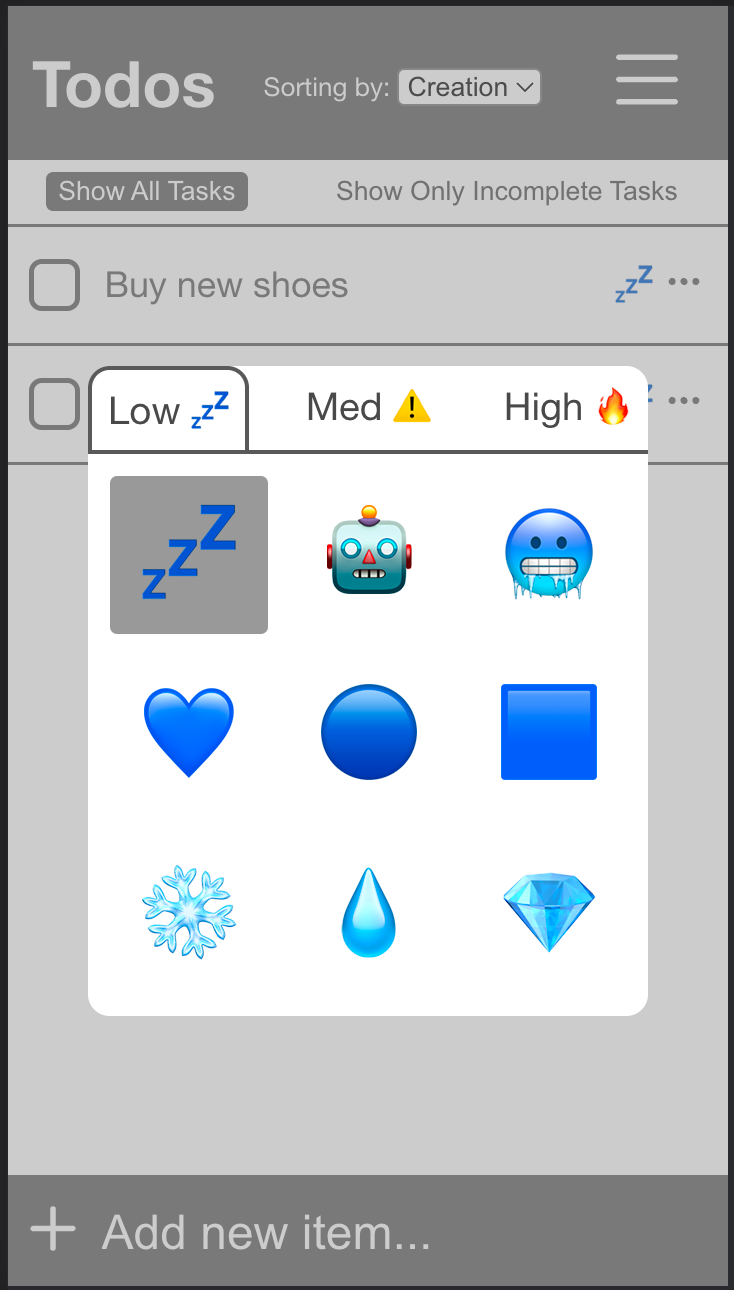 Todos
Sorting by: Creation
Show All Tasks
Show Only Incomplete Tasks
Buy new shoes 💤 •••
•••
Low 💤
Med ⚠️
High 🔥
💤
Add new item...